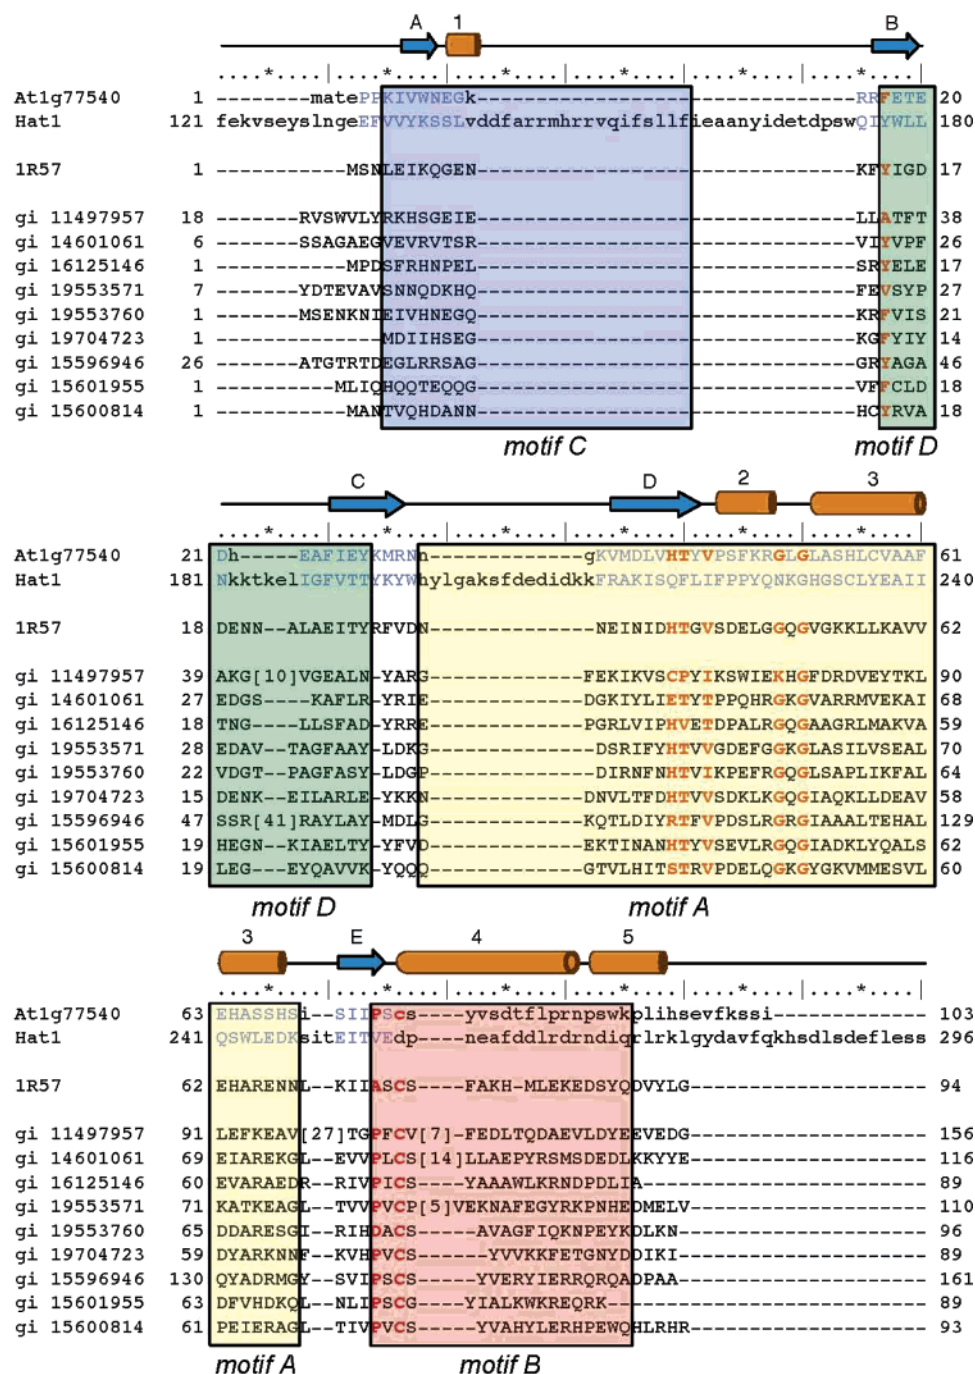 A 1 B
....*....|....*....|....*....|....*....|....*....|....*....|
At1g77540 1 --------matePPKIVWNEGk--------------------------------RRFETE 20
Hat1 121 fekvseyslngeEFVVYKSSLvddfarrmhrrvqifsllfieaanyidetdpswQIYWLL 180
1R57 1 -----------MSNLEIKQGEN--------------------------------KFYIGD 17
gi 11497957 18 -------RVSWVLYRKHSGEIE--------------------------------LLATFT 38
gi 14601061 6 --------SSAGAEGVEVRVTSR-------------------------------VIYVPF 26
gi 16125146 1 -----------MPDSFRHNPEL--------------------------------SRYELE 17
gi 19553571 7 -------YDTEVAVSNNQDKHQ--------------------------------FEVSYP 27
gi 19553760 1 -------MSENKNIEIVHNEGQ--------------------------------KRFVIS 21
gi 19704723 1 --------------MDIIHSEG--------------------------------KGFYIY 14
gi 15596946 26 -------ATGTRTDEGLRRSAG--------------------------------GRYAGA 46
gi 15601955 1 ----------MLIQHQQTEQQG--------------------------------VFFCLD 18
gi 15600814 1 -----------MANTVQHDANN--------------------------------HCYRVA 18
motif C motif D
C D 2 3
....*....|....*....|....*....|....*....|....*....|....*....|
At1g77540 21 Dh-----EAFIEYKMRNn--------------gKVMDLVHTYVPSFKRGLGLASHLCVAAF 61
Hat1 181 NkktkelIGFVTTYKYWhylgaksfdedidkkFRAKISQFLIFPPYQNKGHGSCLYEAII 240
1R57 18 DENN--ALAEITYRFVDN--------------NEINIDHTGVSDELGGQGVGKKLLKAVV 62
gi 11497957 39 AKG[10]VGEALN-YARG--------------FEKIKVSCPYIKSWIEKHGFDRDVEYTKL 90
gi 14601061 27 EDGS----KAFLR-YRIE--------------DGKIYLIETYTPPQHRGKGVARRMVEKAI 68
gi 16125146 18 TNG---LLSFAD-YRRE--------------PGRLVIPHVETDPALRGQGAAGRLMAKVA 59
gi 19553571 28 EDAV--TAGFAAY-LDKG--------------DSRIFYHTVVGDEFGGKGLASILVSEAL 70
gi 19553760 22 VDGT--PAGFASY-LDGP--------------DIRNFNHTVIKPEFRGQGLSAPLIKFAL 64
gi 19704723 15 DENK--EILARLE-YKKN--------------DNVLTFDHTVVSDKLKGQGIAQKLLDEAV 58
gi 15596946 47 SSR[41]RAYLAY-MDLG--------------KQTLDIYRTFVPDSLRGRGIAAALTEHAL 129
gi 15601955 19 HEGN--KIAELTY-YFVD--------------EKTINANHTYVSEVLRGQGIADKLYQALS 62
gi 15600814 19 LEG---EYQAVVK-YQQQ--------------GTVLHITSTRVPDELQGKGYGKVMMESVL 60
motif D motif A
3 E 4 5
....*....|....*....|....*....|....*....|....*....|....*....|
At1g77540 63 EHASSHSi--SIIPSCs----yvsdtflprnpswkplihsevfkssi------------- 103
Hat1 241 QSWLEDKsitEITVEdp----neafddlrdrndiqrlrklgydavfqkhsdlsdefless 296
1R57 62 EHARENNL--KIIASCS----FAKH-MLEKEDSYQDVYLG-------------------- 94
gi 11497957 91 LEFKEAV[27]TGPFCV[7]-FEDLTQDAEVLDYEEVEDG-------------------- 156
gi 14601061 69 EIAREKGL--EVVPLCS[14]LLAEPYRSMSDEDLKKYYE-------------------- 116
gi 16125146 60 EVARAEDR--RIVPICS----YAAAWLKRNDPDLIA------------------------ 89
gi 19553571 71 KATKEAGL--TVVPVCP[5]VEKNAFEGYRKPNHEDMELV-------------------- 110
gi 19553760 65 DDARESGI--RIHDACS----AVAGFIQKNPEYKDLKN---------------------- 96
gi 19704723 59 DYARKNNF--KVHPVCS-----YVVKKFETGNYDDIKI---------------------- 89
gi 15596946 130 QYADRMGY--SVIPSCS----YVERYIERRQRQADPAA---------------------- 161
gi 15601955 63 DFVHDKQL--NLIPSCG----YIALKWKREQRK--------------------------- 89
gi 15600814 61 PEIERAGL--TIVPVCS----YVAHYLERHPEWQHLRHR--------------------- 93
motif A motif B